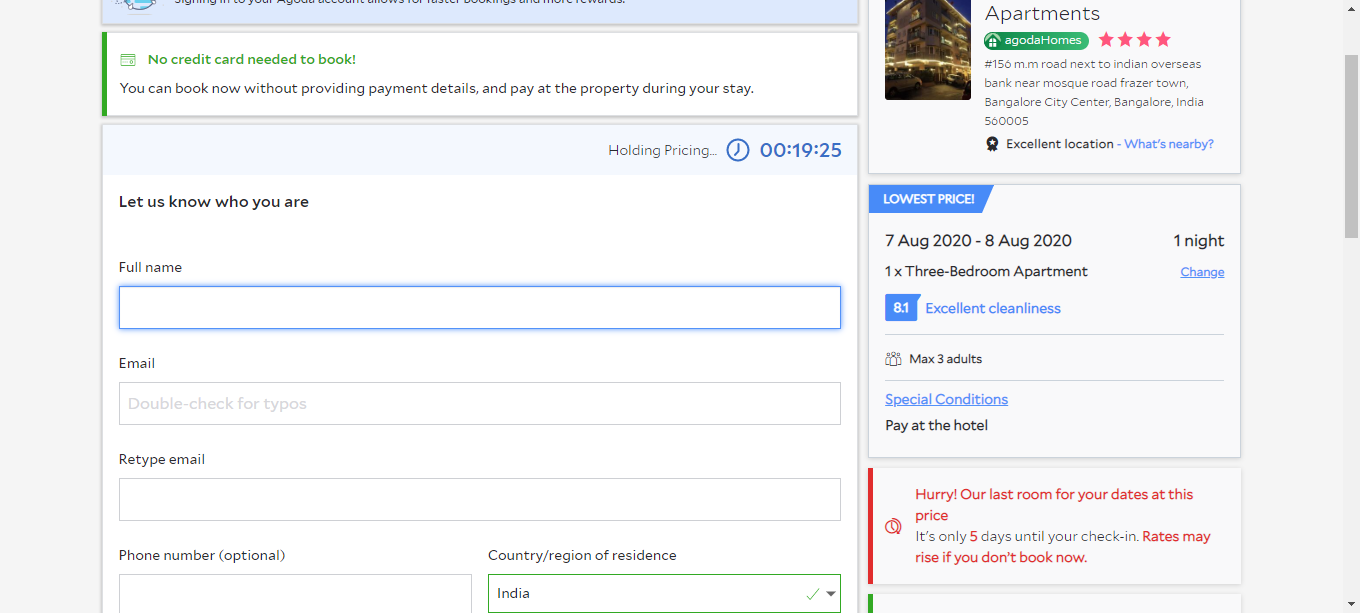 Signing in to your Agoda account allows for faster bookings and more rewards.
No credit card needed to book!
You can book now without providing payment details, and pay at the property during your stay.
Holding Pricing... 00:19:25
Let us know who you are
Full name
Email
Double-check for typos
Retype email
Phone number (optional)
Country/region of residence
India
Apartments
agodaHomes
#156 m.m road next to indian overseas
bank near mosque road frazer town,
Bangalore City Center, Bangalore, India
560005
Excellent location - What's nearby?
LOWEST PRICE!
7 Aug 2020 - 8 Aug 2020 1 night
1 x Three-Bedroom Apartment Change
8.1 Excellent cleanliness
Max 3 adults
Special Conditions
Pay at the hotel
Hurry! Our last room for your dates at this
price
It's only 5 days until your check-in. Rates may
rise if you don't book now.